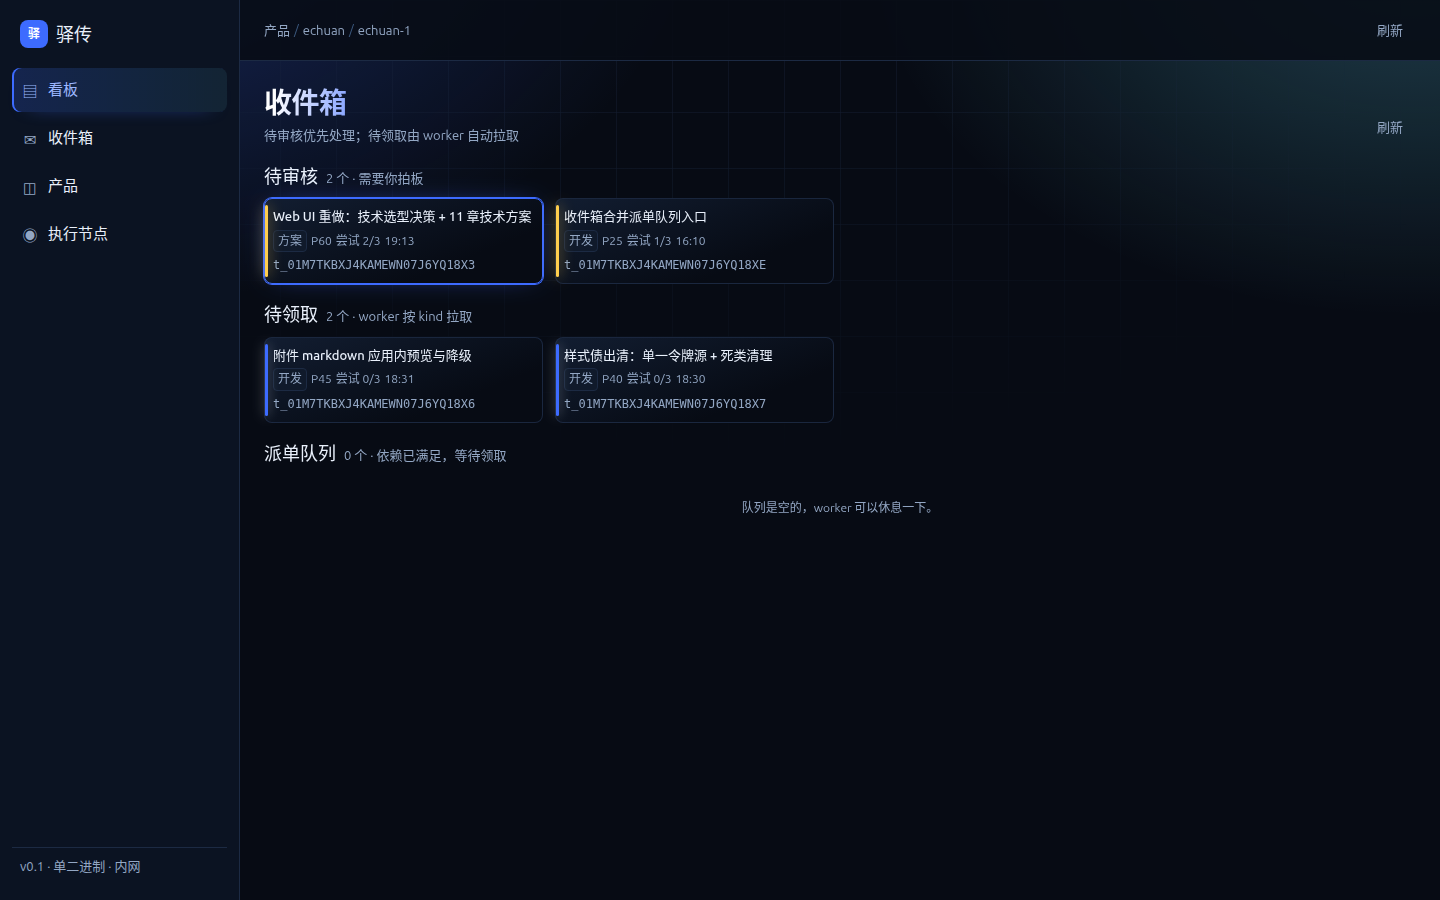 驿 驿传
看板
收件箱
产品
执行节点
v0.1 · 单二进制 · 内网
产品 / echuan / echuan-1
刷新
收件箱
待审核优先处理；待领取由 worker 自动拉取
刷新
待审核 2 个 · 需要你拍板
Web UI 重做：技术选型决策 + 11 章技术方案
方案 P60 尝试 2/3 19:13
t_01M7TKBXJ4KAMEWN07J6YQ18X3
收件箱合并派单队列入口
开发 P25 尝试 1/3 16:10
t_01M7TKBXJ4KAMEWN07J6YQ18XE
待领取 2 个 · worker 按 kind 拉取
附件 markdown 应用内预览与降级
开发 P45 尝试 0/3 18:31
t_01M7TKBXJ4KAMEWN07J6YQ18X6
样式债出清：单一令牌源 + 死类清理
开发 P40 尝试 0/3 18:30
t_01M7TKBXJ4KAMEWN07J6YQ18X7
派单队列 0 个 · 依赖已满足，等待领取
队列是空的，worker 可以休息一下。